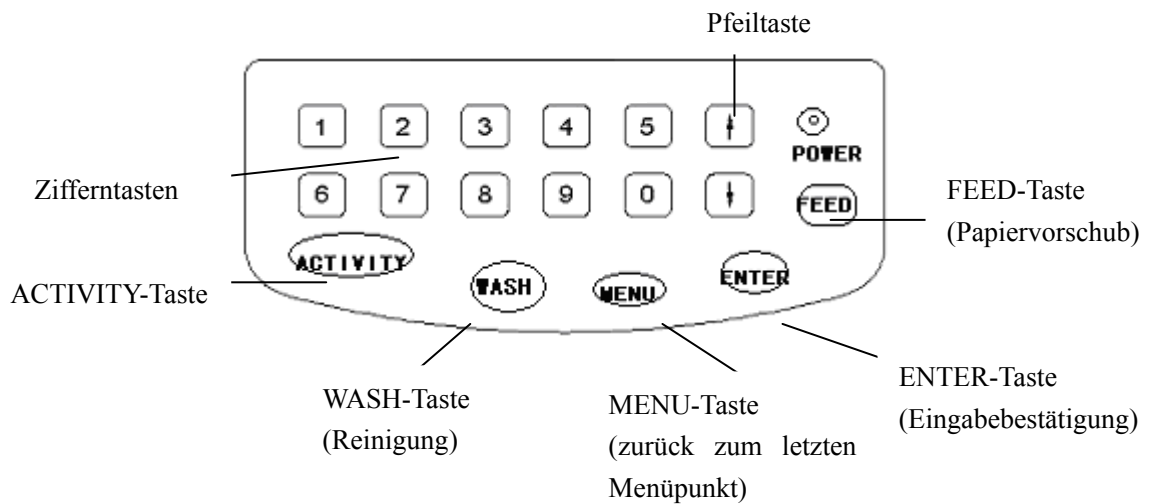 Pfeiltaste
1 2 3 4 5
POWER
Zifferntasten
6 7 8 9 0
FEED
FEED-Taste
(Papiervorschub)
ACTIVITY
ACTIVITY-Taste
WASH
MENU
ENTER
WASH-Taste
(Reinigung)
MENU-Taste
(zurück zum letzten
Menüpunkt)
ENTER-Taste
(Eingabebestätigung)